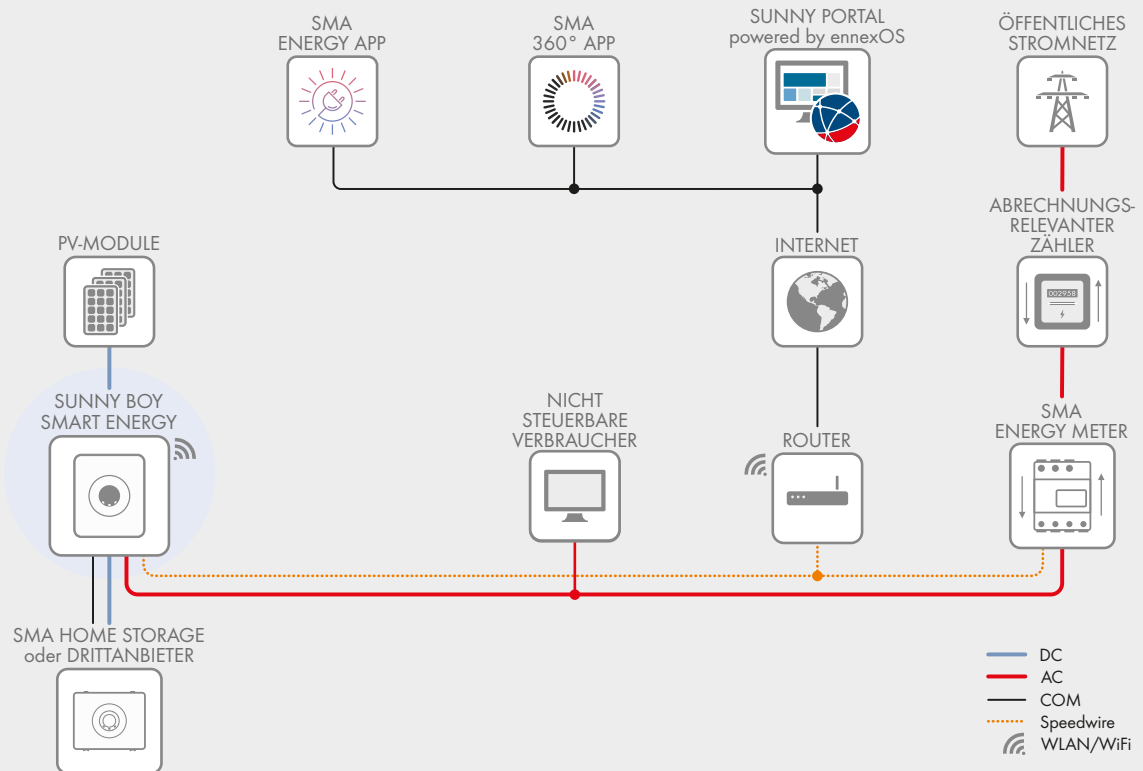 SMA
ENERGY APP
SMA
360° APP
SUNNY PORTAL
powered by ennexOS
ÖFFENTLICHES
STROMNETZ
ABRECHNUNGS-
RELEVANTER
ZÄHLER
002958
PV-MODULE
INTERNET
SUNNY BOY
SMART ENERGY
NICHT
STEUERBARE
VERBRAUCHER
ROUTER
SMA
ENERGY METER
SMA HOME STORAGE
oder DRITTANBIETER
DC
AC
COM
Speedwire
WLAN/WiFi